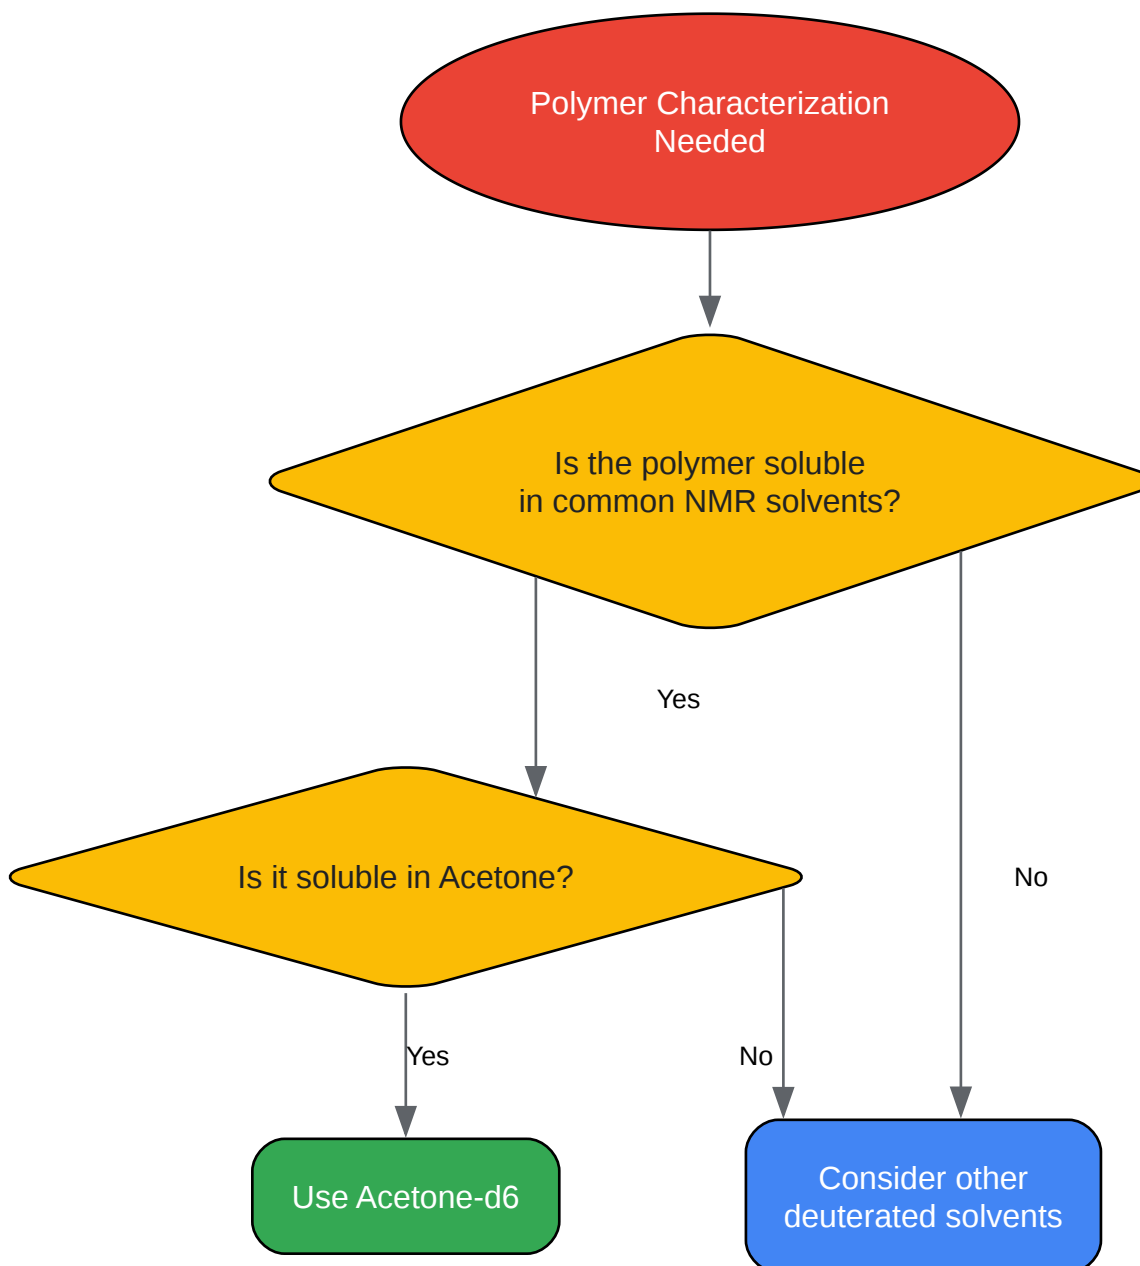 Polymer Characterization
Needed
Is the polymer soluble
in common NMR solvents?
Yes
Is it soluble in Acetone?
No
Yes
No
Use Acetone-d6
Consider other
deuterated solvents